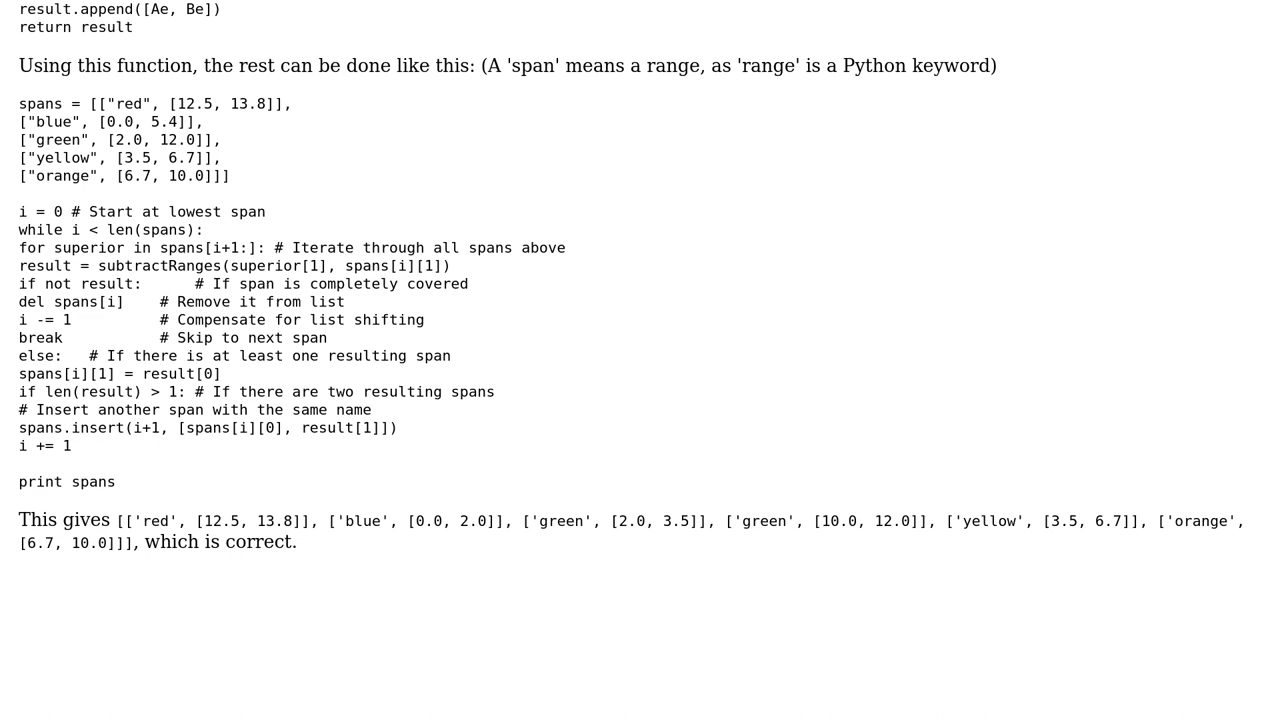 result.append([Ae, Be])
return result
Using this function, the rest can be done like this: (A 'span' means a range, as 'range' is a Python keyword)
spans = [["red", [12.5, 13.8]],
["blue", [0.0, 5.4]],
["green", [2.0, 12.0]],
["yellow", [3.5, 6.7]],
["orange", [6.7, 10.0]]]
i = 0 # Start at lowest span
while i < len(spans):
for superior in spans[i+1:]: # Iterate through all spans above
result = subtractRanges(superior[1], spans[i][1])
if not result:      # If span is completely covered
del spans[i]    # Remove it from list
i -= 1          # Compensate for list shifting
break           # Skip to next span
else:   # If there is at least one resulting span
spans[i][1] = result[0]
if len(result) > 1: # If there are two resulting spans
# Insert another span with the same name
spans.insert(i+1, [spans[i][0], result[1]])
i += 1
print spans
This gives [['red', [12.5, 13.8]], ['blue', [0.0, 2.0]], ['green', [2.0, 3.5]], ['green', [10.0, 12.0]], ['yellow', [3.5, 6.7]], ['orange',
[6.7, 10.0]]], which is correct.